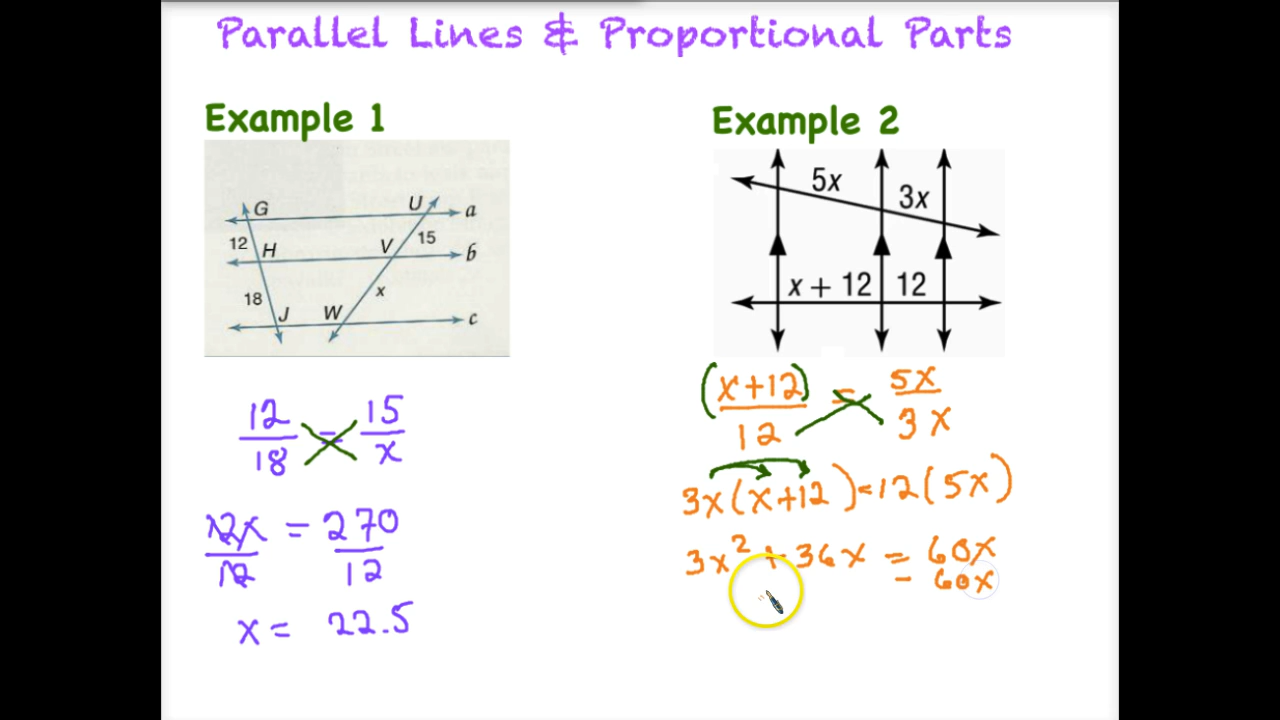 Parallel Lines & Proportional Parts
Example 1
G U a
12 H V 15 b
18 x
J W c
12/18 = 15/x
12x = 270
12 12
x = 22.5
Example 2
5x
3x
x + 12 12
(x+12)/12 = 5x/3x
3x(x+12) = 12(5x)
3x² + 36x = 60x
- 60x